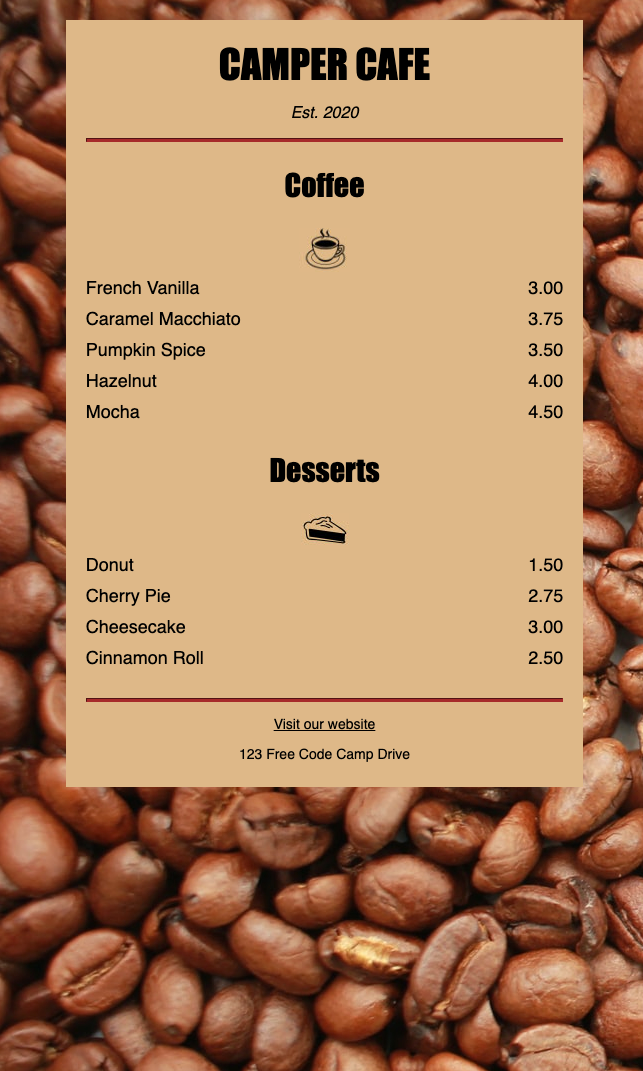 CAMPER CAFE
Est. 2020
Coffee
French Vanilla 3.00
Caramel Macchiato 3.75
Pumpkin Spice 3.50
Hazelnut 4.00
Mocha 4.50
Desserts
Donut 1.50
Cherry Pie 2.75
Cheesecake 3.00
Cinnamon Roll 2.50
Visit our website
123 Free Code Camp Drive